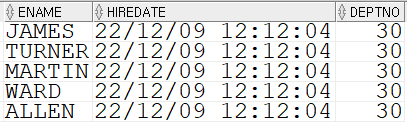 ENAME HIREDATE DEPTNO
JAMES 22/12/09 12:12:04 30
TURNER 22/12/09 12:12:04 30
MARTIN 22/12/09 12:12:04 30
WARD 22/12/09 12:12:04 30
ALLEN 22/12/09 12:12:04 30